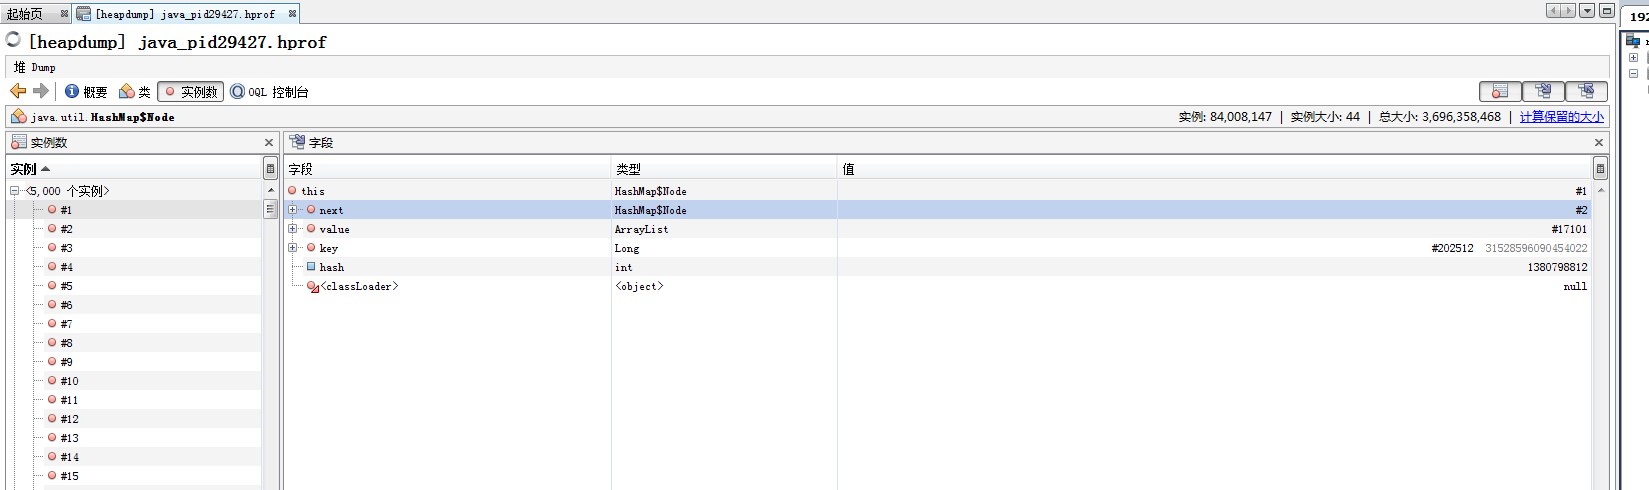 起始页 [heapdump] java_pid29427.hprof
192
[heapdump] java_pid29427.hprof
堆 Dump
概要 类 实例数 OQL 控制台
java.util.HashMap$Node 实例: 84,008,147 | 实例大小: 44 | 总大小: 3,696,358,468 | 计算保留的大小
实例数 字段
实例 字段 类型 值
<5,000 个实例> this HashMap$Node #1
#1 next HashMap$Node #2
#2 value ArrayList #17101
#3 key Long #202512 31528596090454022
#4 hash int 1380798812
#5 <classLoader> <object> null
#6
#7
#8
#9
#10
#11
#12
#13
#14
#15